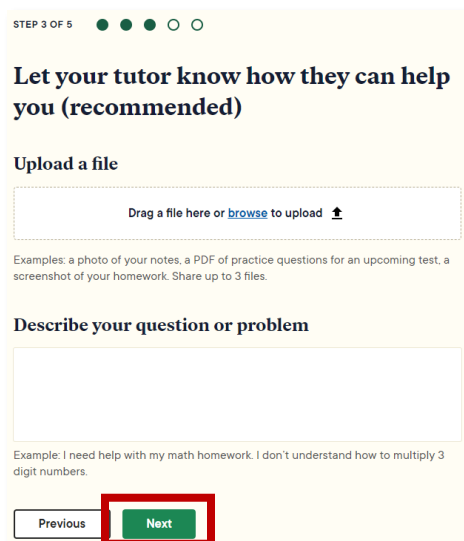 STEP 3 OF 5
Let your tutor know how they can help
you (recommended)
Upload a file
Drag a file here or browse to upload
Examples: a photo of your notes, a PDF of practice questions for an upcoming test, a
screenshot of your homework. Share up to 3 files.
Describe your question or problem
Example: I need help with my math homework. I don't understand how to multiply 3
digit numbers.
Previous Next